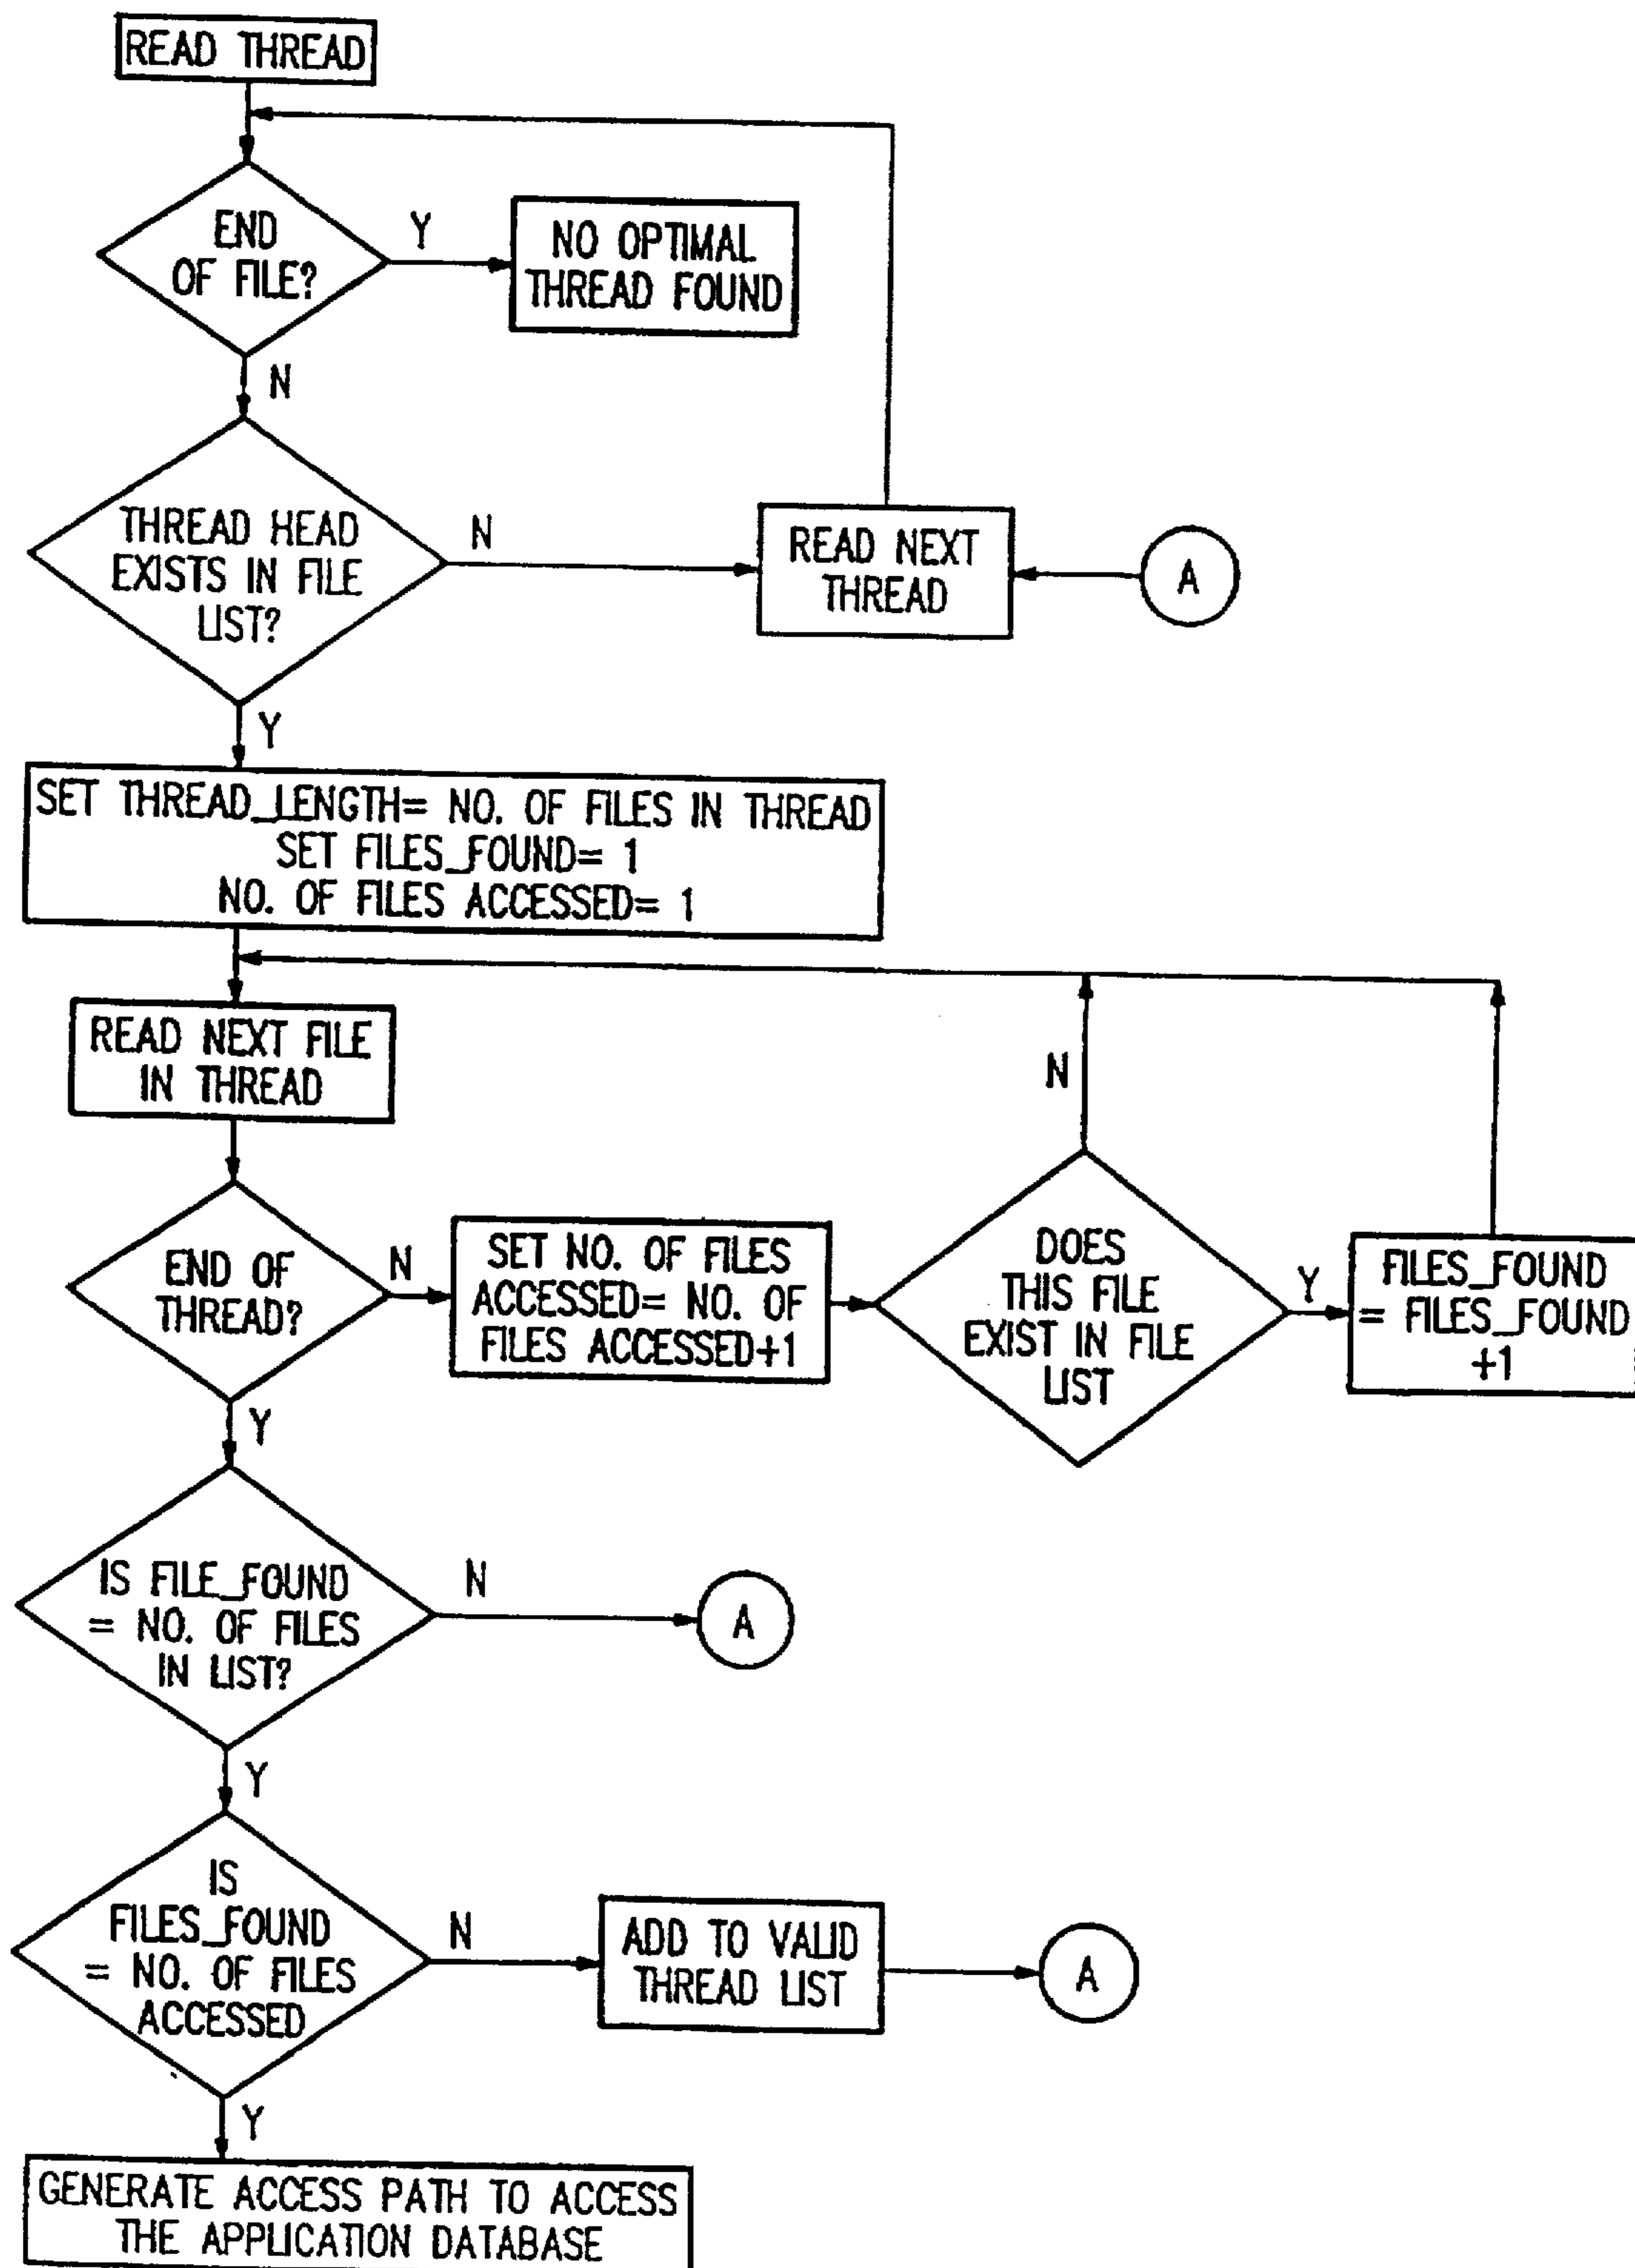 READ THREAD
END
OF FILE?
Y
NO OPTIMAL
THREAD FOUND
N
THREAD HEAD
EXISTS IN FILE
LIST?
N
READ NEXT
THREAD
A
Y
SET THREAD_LENGTH= NO. OF FILES IN THREAD
SET FILES_FOUND= 1
NO. OF FILES ACCESSED= 1
READ NEXT FILE
IN THREAD
N
END OF
THREAD?
N
SET NO. OF FILES
ACCESSED= NO. OF
FILES ACCESSED+1
DOES
THIS FILE
EXIST IN FILE
LIST
Y
FILES_FOUND
= FILES_FOUND
+1
Y
IS FILE_FOUND
= NO. OF FILES
IN LIST?
N
A
Y
IS
FILES_FOUND
= NO. OF FILES
ACCESSED
N
ADD TO VALID
THREAD LIST
A
Y
GENERATE ACCESS PATH TO ACCESS
THE APPLICATION DATABASE